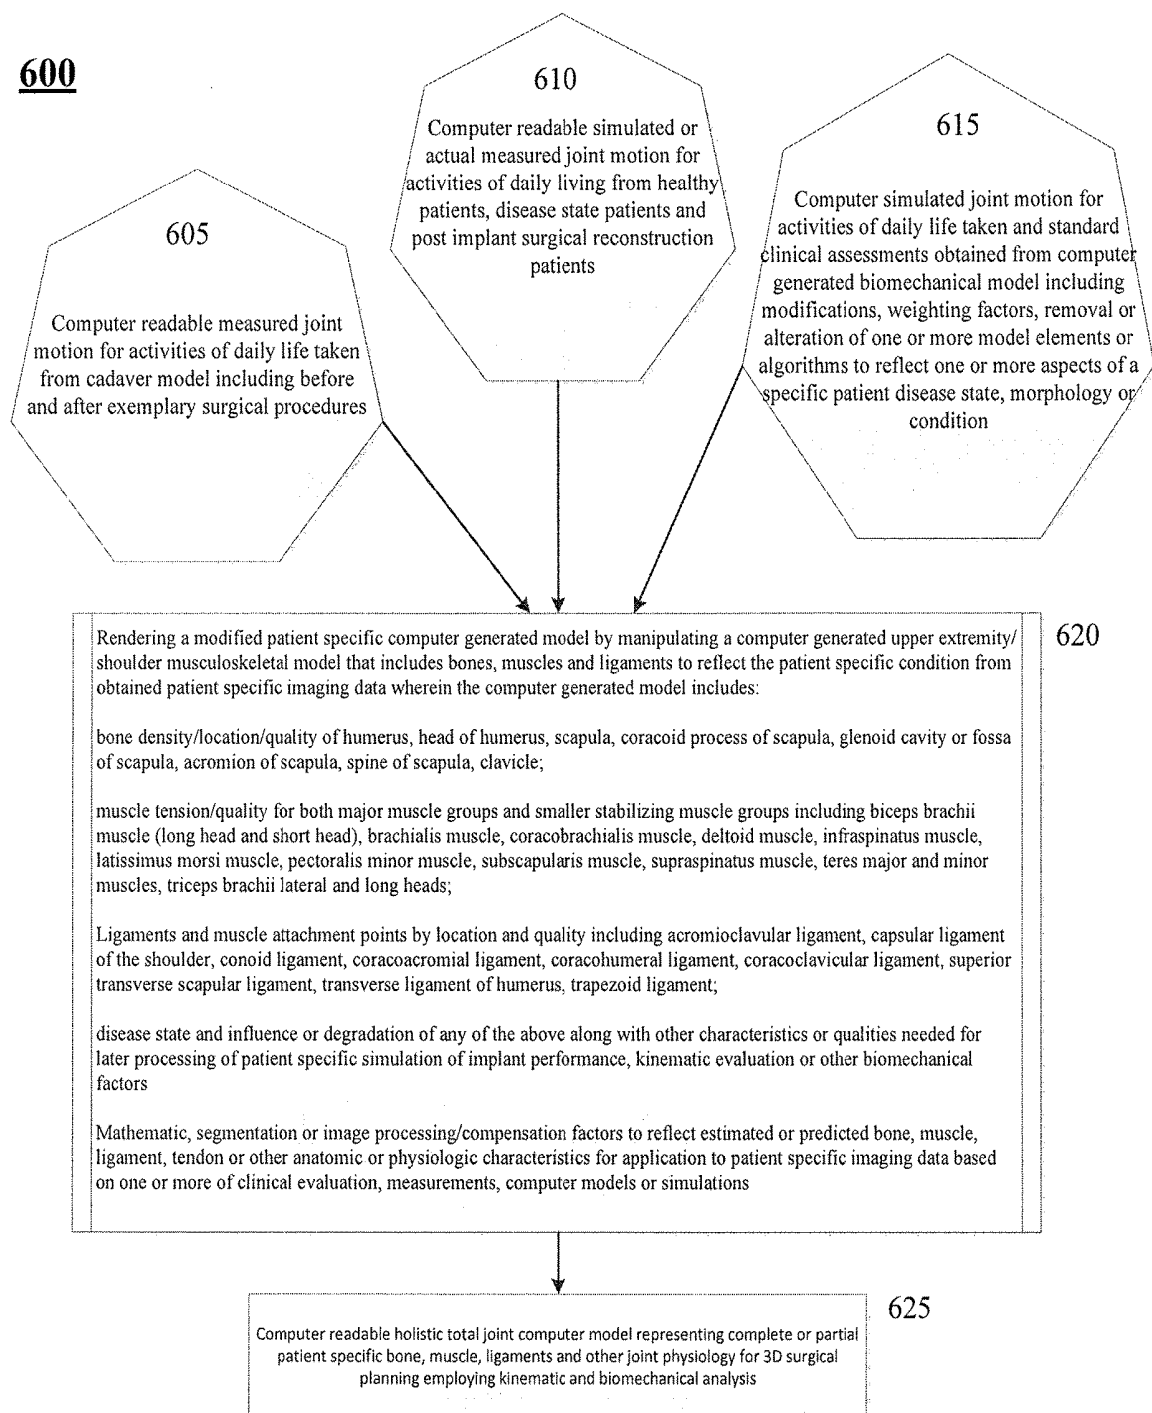 600
605
Computer readable measured joint
motion for activities of daily life taken
from cadaver model including before
and after exemplary surgical procedures
610
Computer readable simulated or
actual measured joint motion for
activities of daily living from healthy
patients, disease state patients and
post implant surgical reconstruction
patients
615
Computer simulated joint motion for
activities of daily life taken and standard
clinical assessments obtained from computer
generated biomechanical model including
modifications, weighting factors, removal or
alteration of one or more model elements or
algorithms to reflect one or more aspects of a
specific patient disease state, morphology or
condition
620
Rendering a modified patient specific computer generated model by manipulating a computer generated upper extremity/
shoulder musculoskeletal model that includes bones, muscles and ligaments to reflect the patient specific condition from
obtained patient specific imaging data wherein the computer generated model includes:
bone density/location/quality of humerus, head of humerus, scapula, coracoid process of scapula, glenoid cavity or fossa
of scapula, acromion of scapula, spine of scapula, clavicle;
muscle tension/quality for both major muscle groups and smaller stabilizing muscle groups including biceps brachii
muscle (long head and short head), brachialis muscle, coracobrachialis muscle, deltoid muscle, infraspinatus muscle,
latissimus morsi muscle, pectoralis minor muscle, subscapularis muscle, supraspinatus muscle, teres major and minor
muscles, triceps brachii lateral and long heads;
Ligaments and muscle attachment points by location and quality including acromioclavular ligament, capsular ligament
of the shoulder, conoid ligament, coracoacromial ligament, coracohumeral ligament, coracoclavicular ligament, superior
transverse scapular ligament, transverse ligament of humerus, trapezoid ligament;
disease state and influence or degradation of any of the above along with other characteristics or qualities needed for
later processing of patient specific simulation of implant performance, kinematic evaluation or other biomechanical
factors
Mathematic, segmentation or image processing/compensation factors to reflect estimated or predicted bone, muscle,
ligament, tendon or other anatomic or physiologic characteristics for application to patient specific imaging data based
on one or more of clinical evaluation, measurements, computer models or simulations
625
Computer readable holistic total joint computer model representing complete or partial
patient specific bone, muscle, ligaments and other joint physiology for 3D surgical
planning employing kinematic and biomechanical analysis